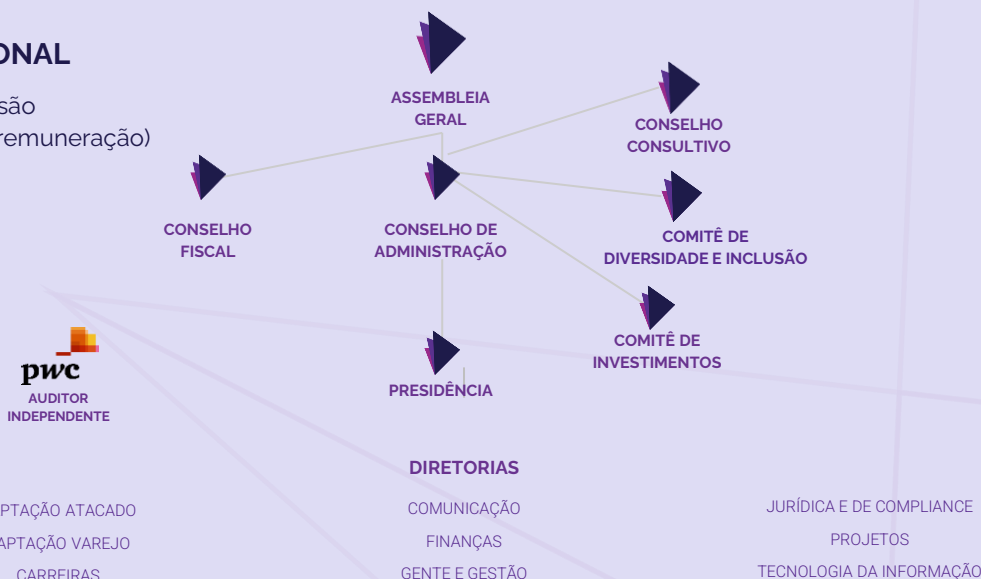 ONAL
são
remuneração)
ASSEMBLEIA
GERAL
CONSELHO
CONSULTIVO
CONSELHO
FISCAL
CONSELHO DE
ADMINISTRAÇÃO
COMITÊ DE
DIVERSIDADE E INCLUSÃO
COMITÊ DE
INVESTIMENTOS
pwc
AUDITOR
INDEPENDENTE
PRESIDÊNCIA
DIRETORIAS
PTAÇÃO ATACADO
APTAÇÃO VAREJO
CARREIRAS
COMUNICAÇÃO
FINANÇAS
GENTE E GESTÃO
JURÍDICA E DE COMPLIANCE
PROJETOS
TECNOLOGIA DA INFORMAÇÃO